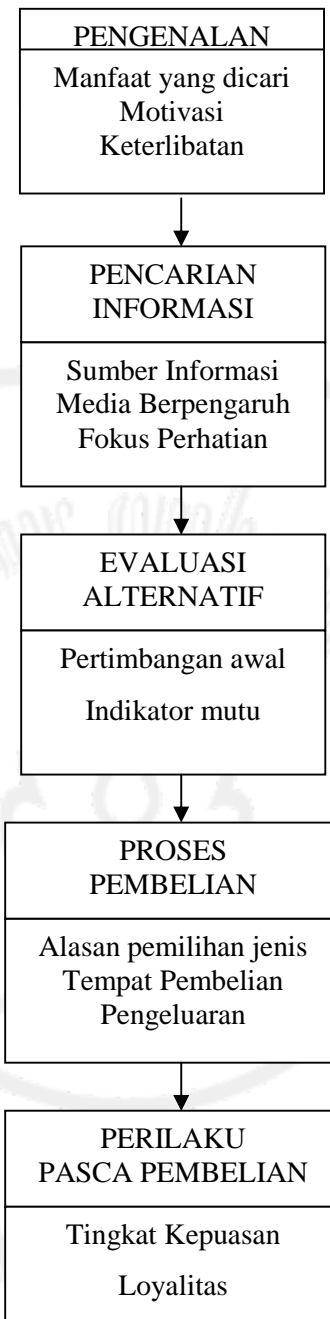 PENGENALAN
Manfaat yang dicari
Motivasi
Keterlibatan
PENCARIAN
INFORMASI
Sumber Informasi
Media Berpengaruh
Fokus Perhatian
EVALUASI
ALTERNATIF
Pertimbangan awal
Indikator mutu
PROSES
PEMBELIAN
Alasan pemilihan jenis
Tempat Pembelian
Pengeluaran
PERILAKU
PASCA PEMBELIAN
Tingkat Kepuasan
Loyalitas